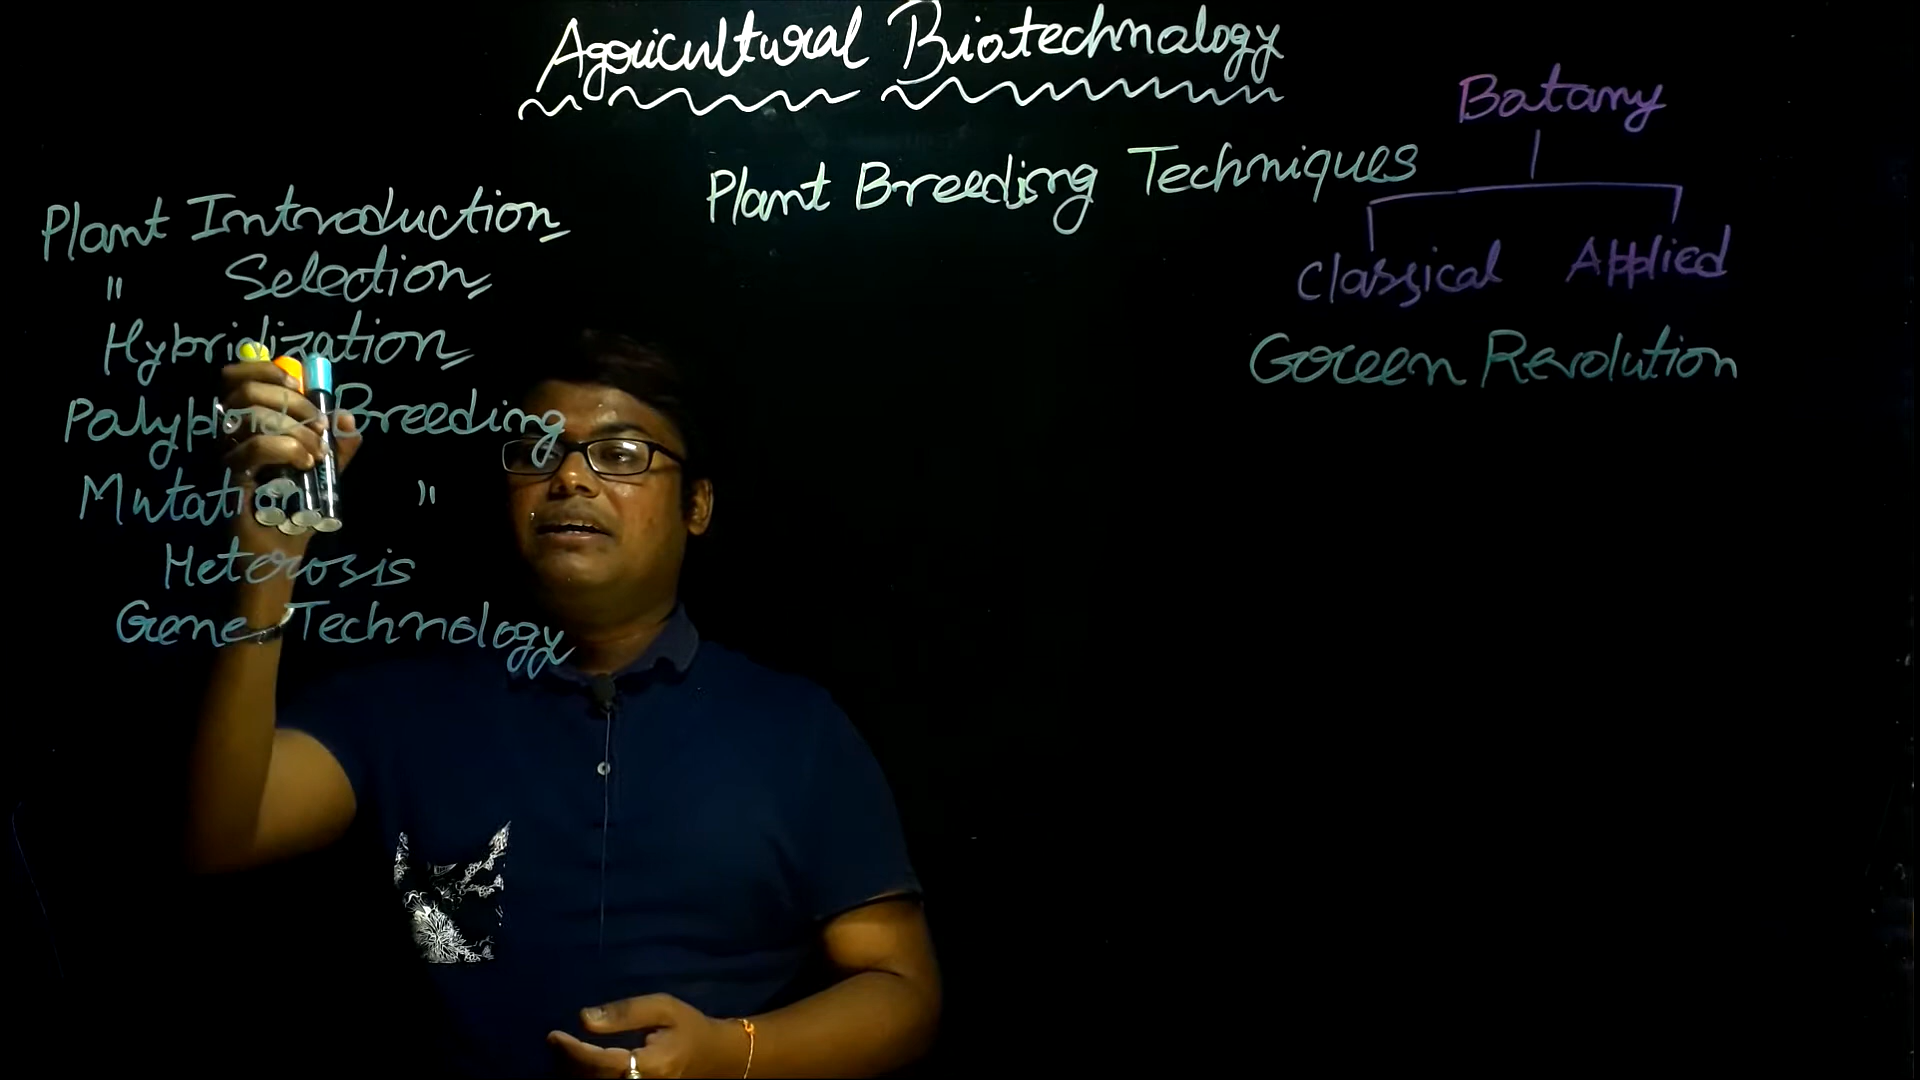 Agricultural Biotechnology
Plant Breeding Techniques
Botany
Classical Applied
Green Revolution
Plant Introduction
" Selection
Hybridization
Polyploid Breeding
Mutation "
Heterosis
Gene Technology